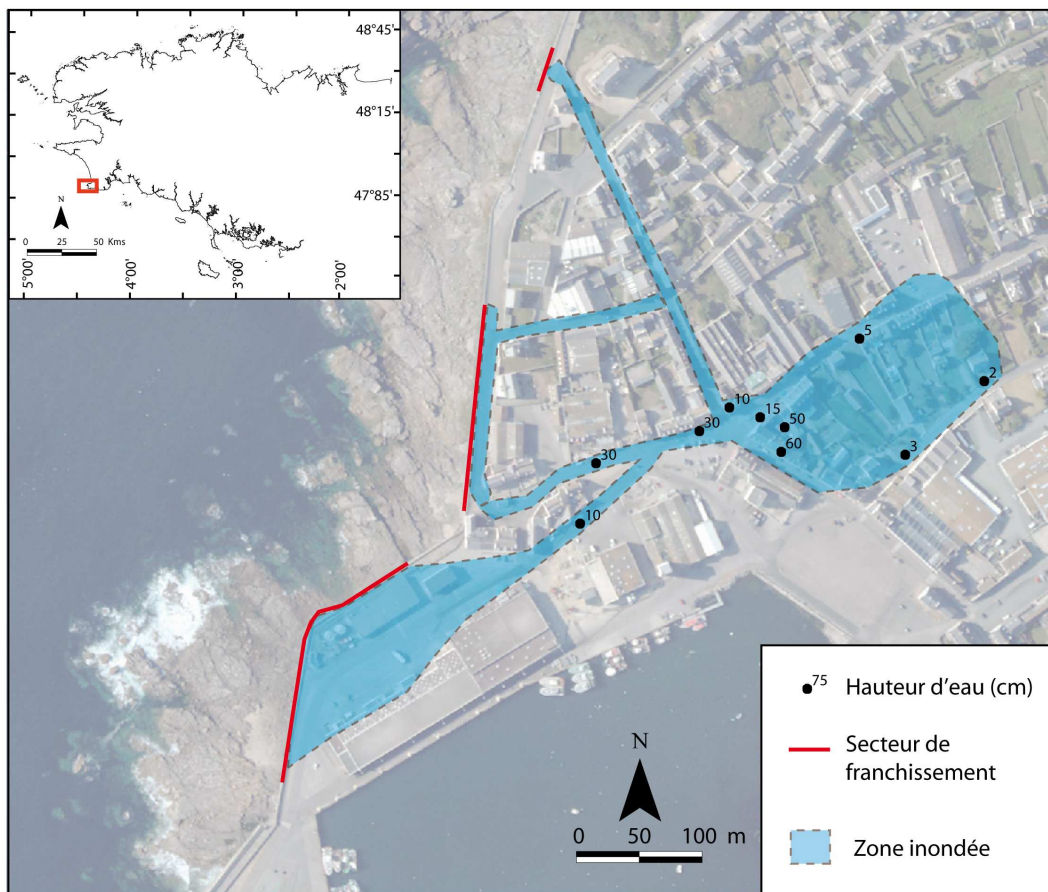 48°45'
48°15'
47°85'
N
0 25 50 Kms
5°00'
4°00'
3°00'
2°00'
5
2
10
15
50
30
60
3
30
10
N
0 50 100 m
75 Hauteur d'eau (cm)
Secteur de
franchissement
Zone inondée